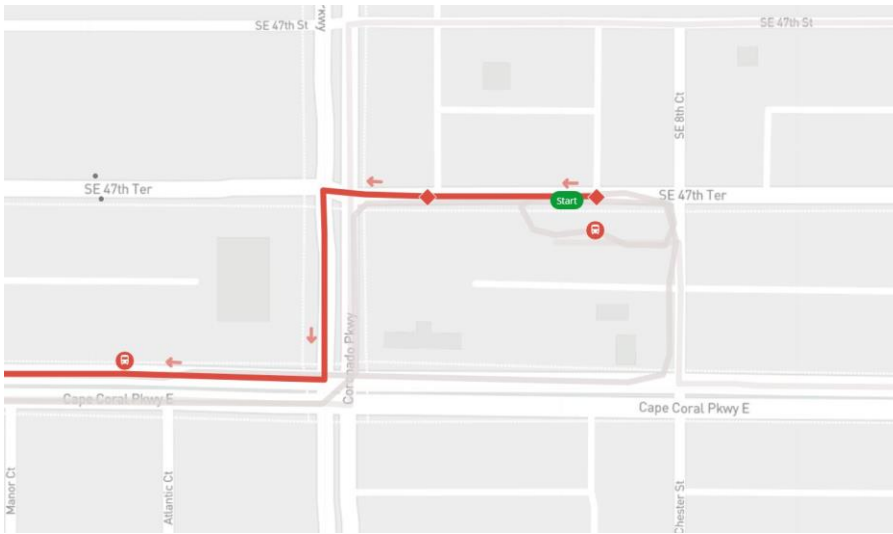 SE 47th St
SE 47th St
SE 8th Ct
SE 47th Ter
SE 47th Ter
Start
Coronado Pkwy
Cape Coral Pkwy E
Cape Coral Pkwy E
Manor Ct
Atlantic Ct
Chester St